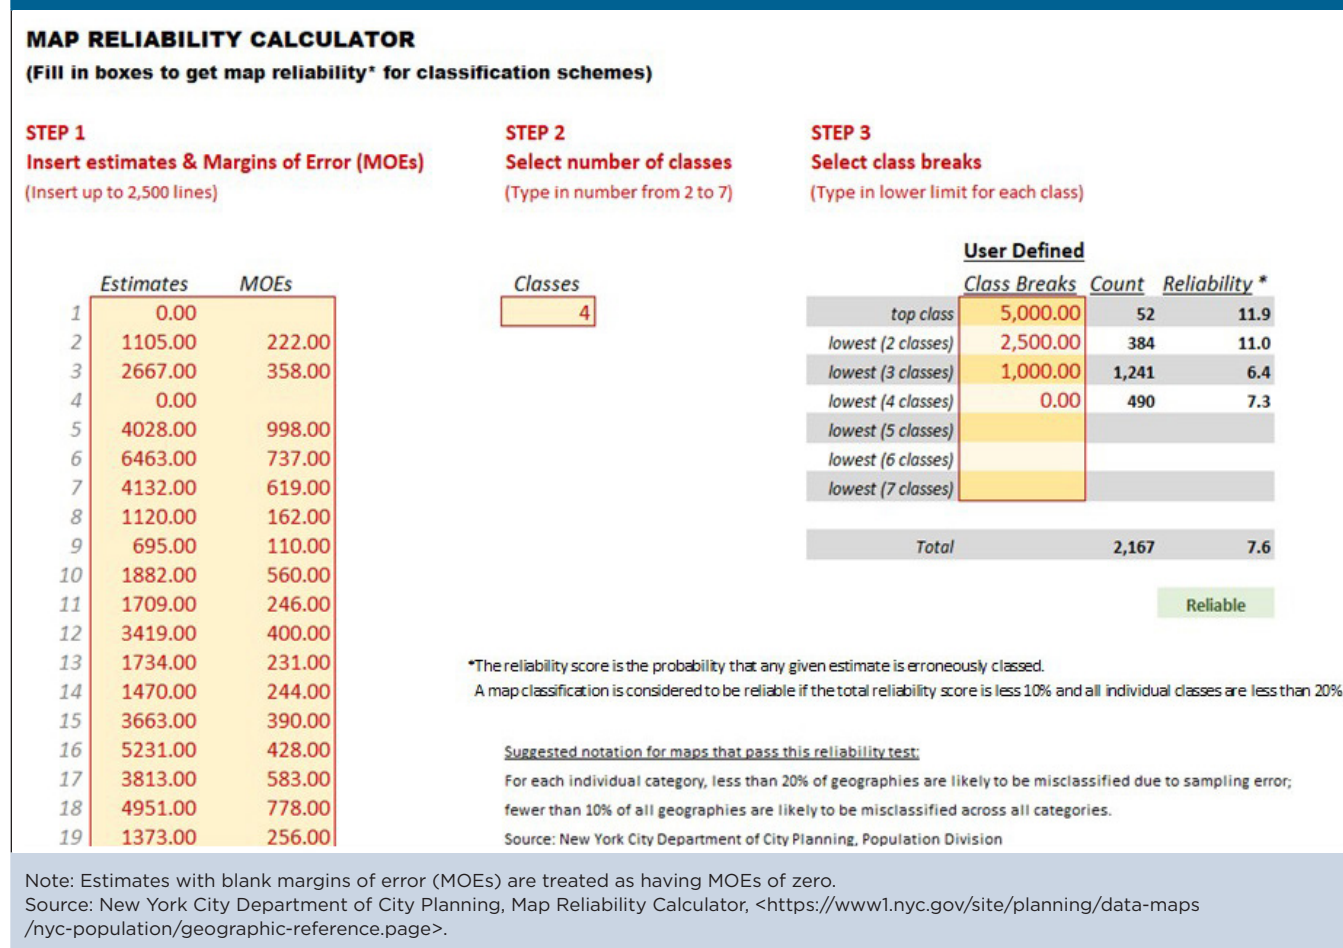 MAP RELIABILITY CALCULATOR
(Fill in boxes to get map reliability* for classification schemes)
STEP 1
Insert estimates & Margins of Error (MOEs)
(Insert up to 2,500 lines)
STEP 2
Select number of classes
(Type in number from 2 to 7)
STEP 3
Select class breaks
(Type in lower limit for each class)
Estimates MOEs
1 0.00
2 1105.00 222.00
3 2667.00 358.00
4 0.00
5 4028.00 998.00
6 6463.00 737.00
7 4132.00 619.00
8 1120.00 162.00
9 695.00 110.00
10 1882.00 560.00
11 1709.00 246.00
12 3419.00 400.00
13 1734.00 231.00
14 1470.00 244.00
15 3663.00 390.00
16 5231.00 428.00
17 3813.00 583.00
18 4951.00 778.00
19 1373.00 256.00
Classes
4
User Defined
Class Breaks Count Reliability *
top class 5,000.00 52 11.9
lowest (2 classes) 2,500.00 384 11.0
lowest (3 classes) 1,000.00 1,241 6.4
lowest (4 classes) 0.00 490 7.3
lowest (5 classes)
lowest (6 classes)
lowest (7 classes)
Total 2,167 7.6
Reliable
*The reliability score is the probability that any given estimate is erroneously classed.
A map classification is considered to be reliable if the total reliability score is less 10% and all individual classes are less than 20%
Suggested notation for maps that pass this reliability test:
For each individual category, less than 20% of geographies are likely to be misclassified due to sampling error;
fewer than 10% of all geographies are likely to be misclassified across all categories.
Source: New York City Department of City Planning, Population Division
Note: Estimates with blank margins of error (MOEs) are treated as having MOEs of zero.
Source: New York City Department of City Planning, Map Reliability Calculator, <https://www1.nyc.gov/site/planning/data-maps
/nyc-population/geographic-reference.page>.